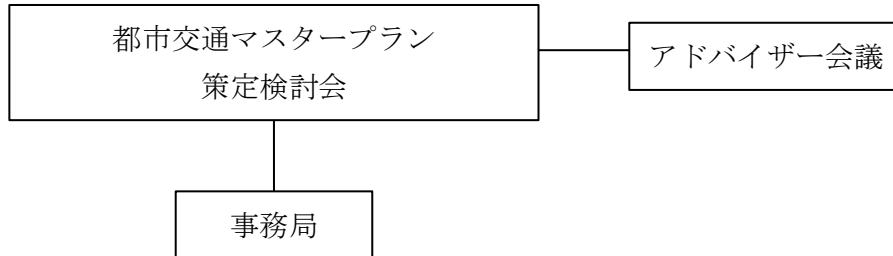 都市交通マスタープラン
策定検討会
アドバイザー会議
事務局